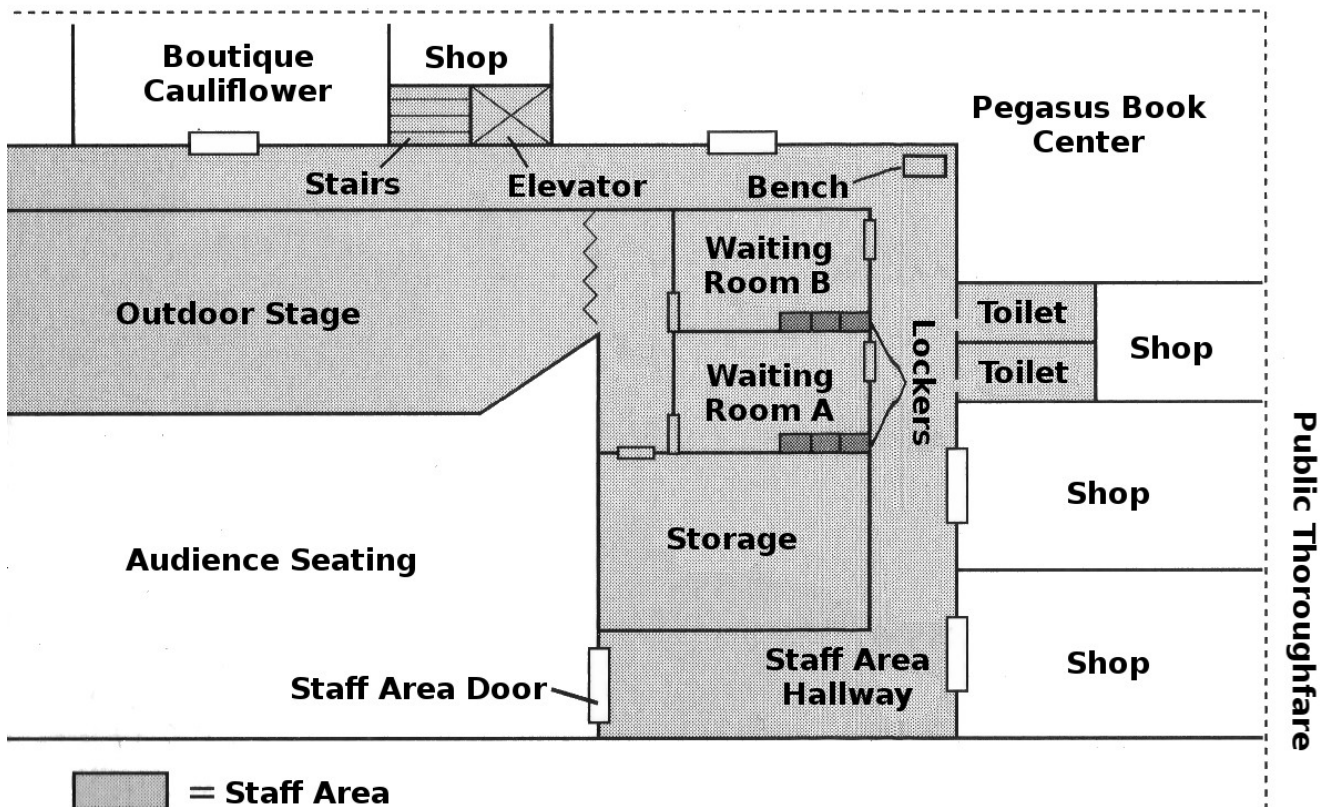 Boutique
Cauliflower
Shop
Pegasus Book
Center
Stairs
Elevator
Bench
Waiting
Room B
Outdoor Stage
Toilet
Shop
Lockers
Toilet
Waiting
Room A
Public Thoroughfare
Shop
Storage
Audience Seating
Staff Area
Hallway
Shop
Staff Area Door
= Staff Area